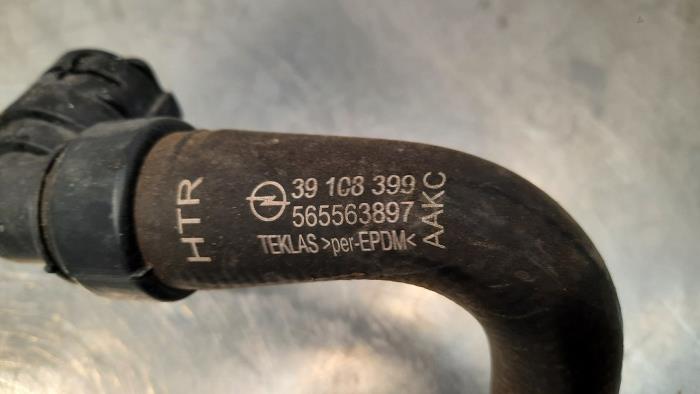 HTR
39 108 399
565563897
TEKLAS >per-EPDM<
AAKC